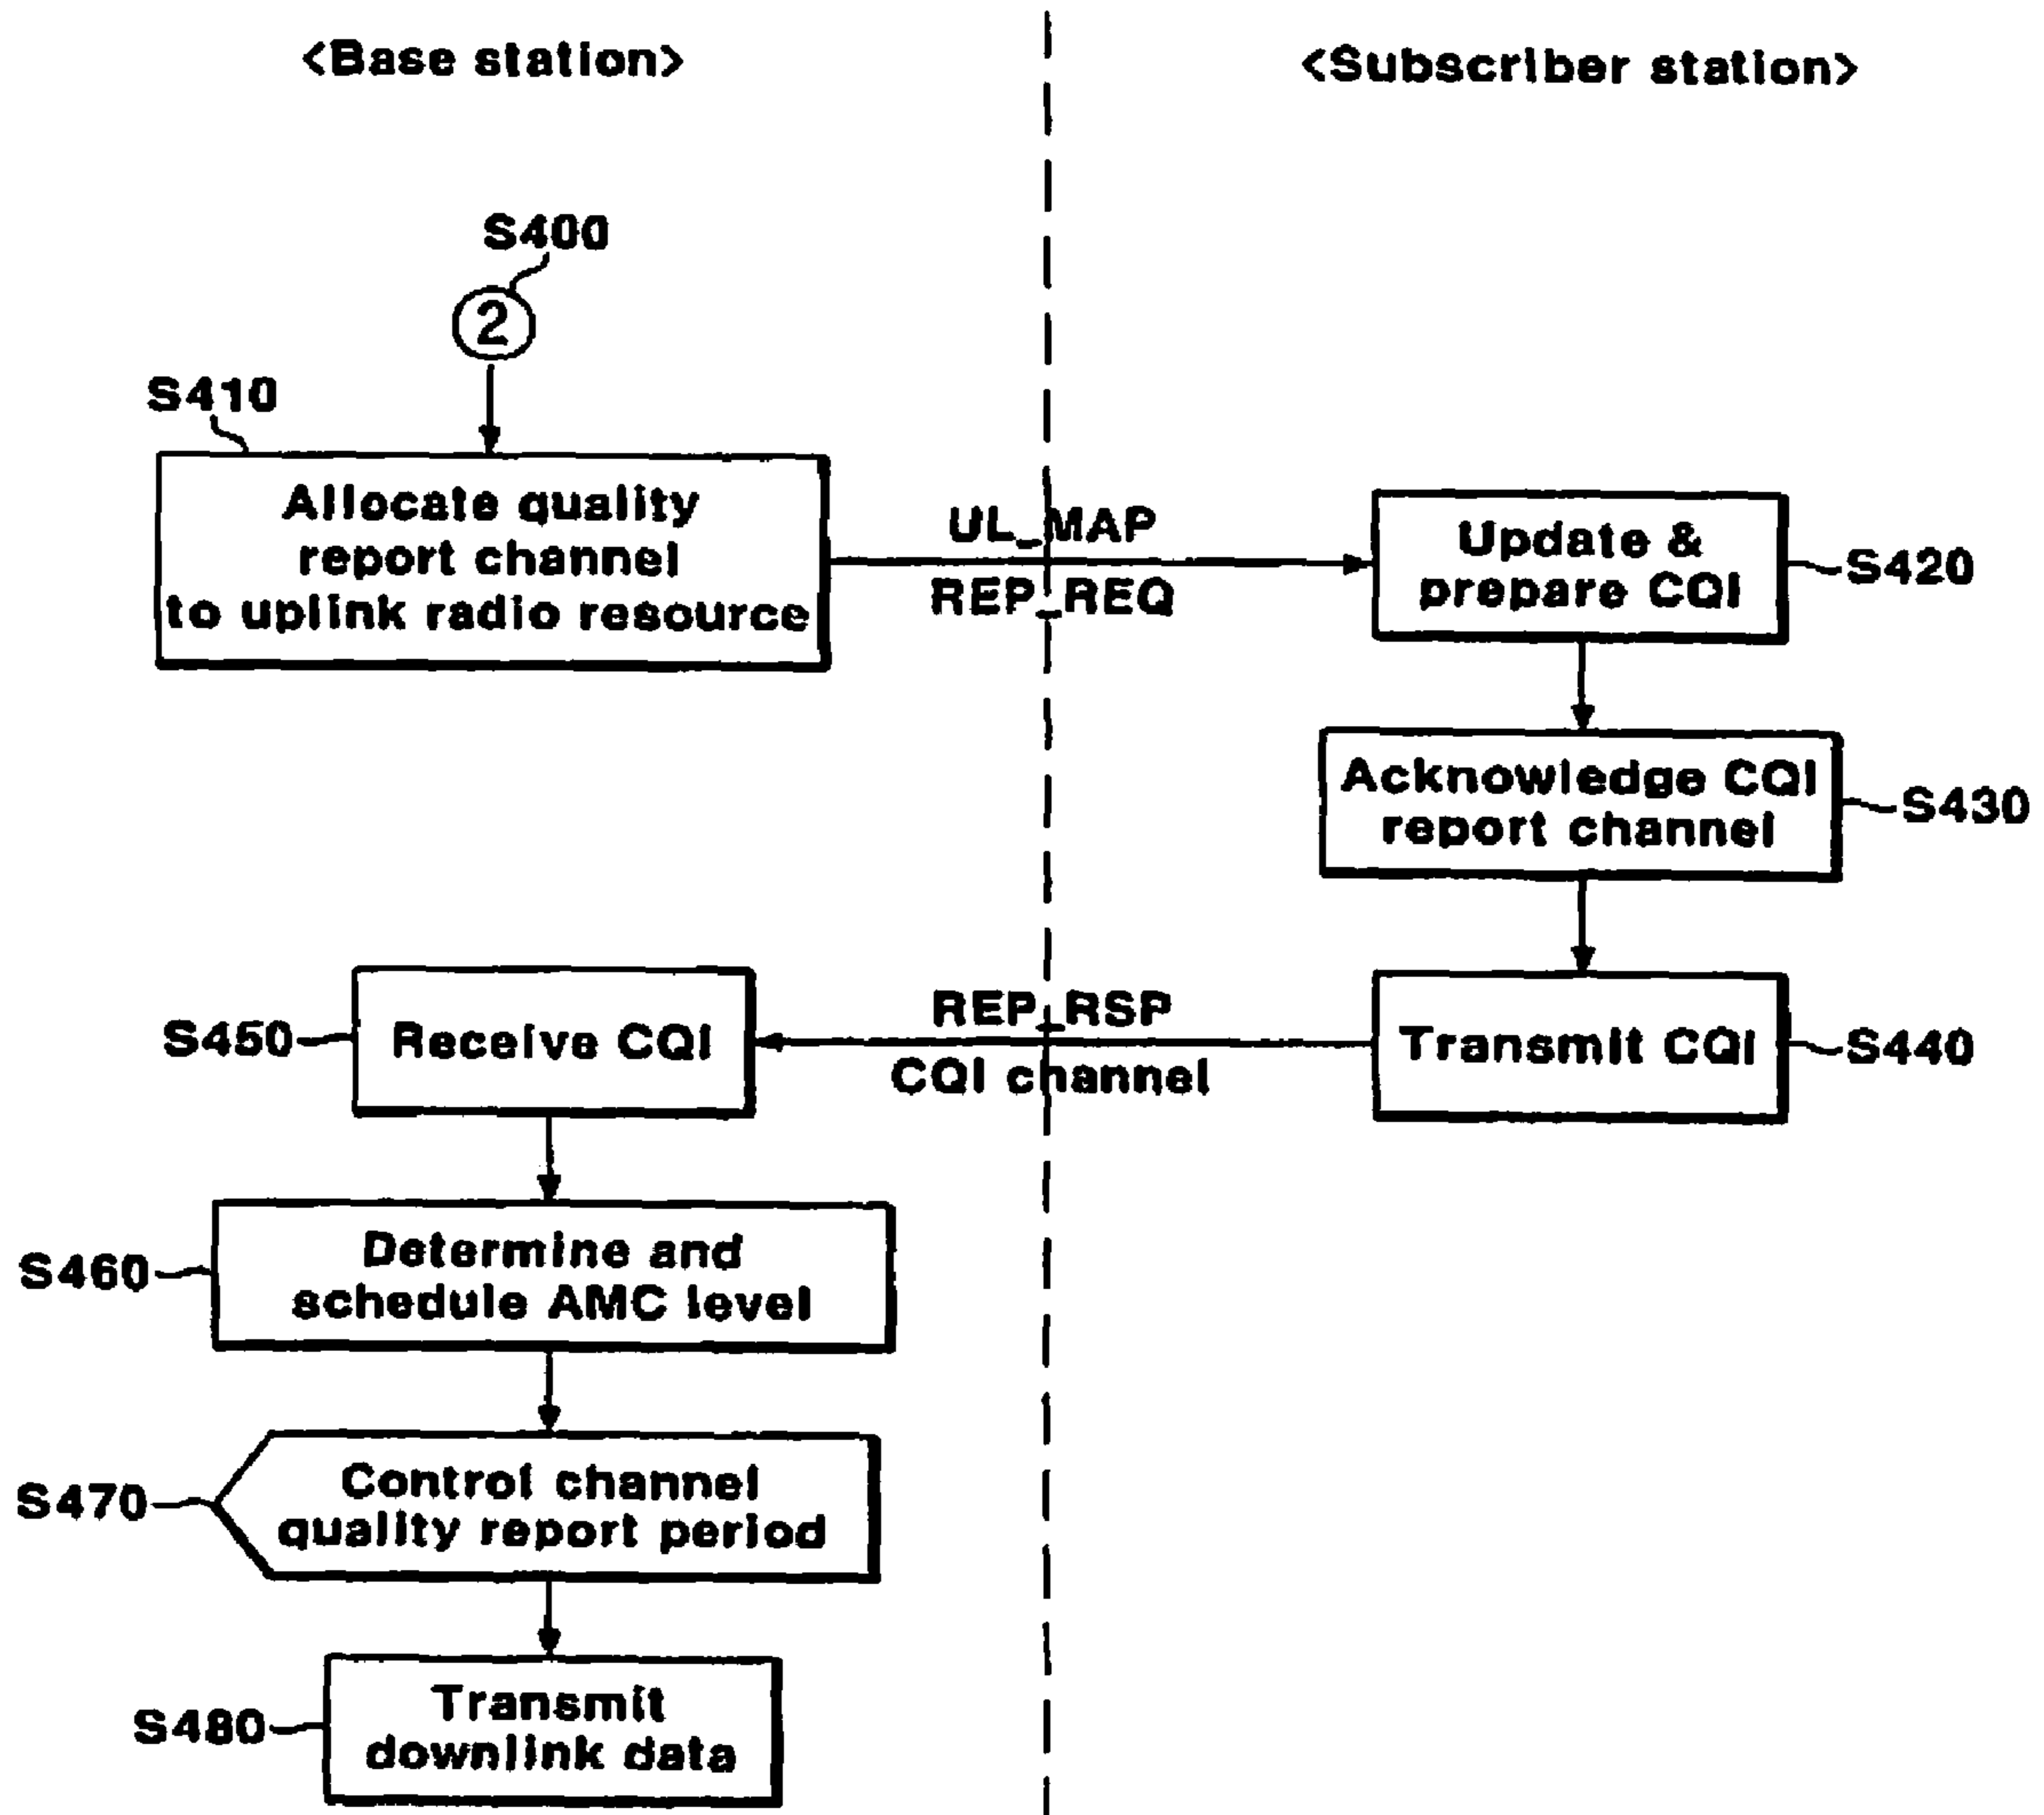 <Base station>
<Subscriber station>
S400
2
S410
Allocate quality
report channel
to uplink radio resource
UL_MAP
REP_REQ
Update &
prepare CQI
S420
Acknowledge CQI
report channel
S430
S450
Receive CQI
REP_RSP
CQI channel
Transmit CQI
S440
S460
Determine and
schedule AMC level
S470
Control channel
quality report period
S480
Transmit
downlink data